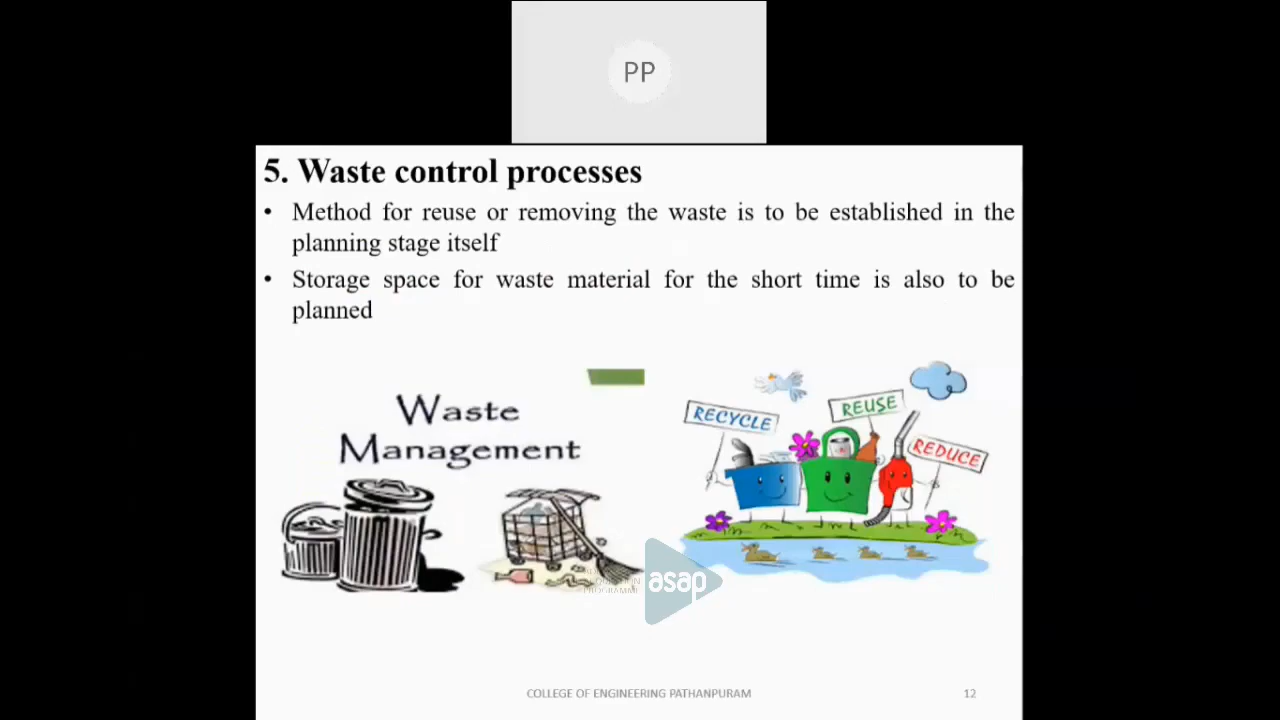 PP
5. Waste control processes
• Method for reuse or removing the waste is to be established in the
planning stage itself
• Storage space for waste material for the short time is also to be
planned
Waste
Management
RECYCLE
REUSE
REDUCE
asap
PROGRAMME
COLLEGE OF ENGINEERING PATHANPURAM
12